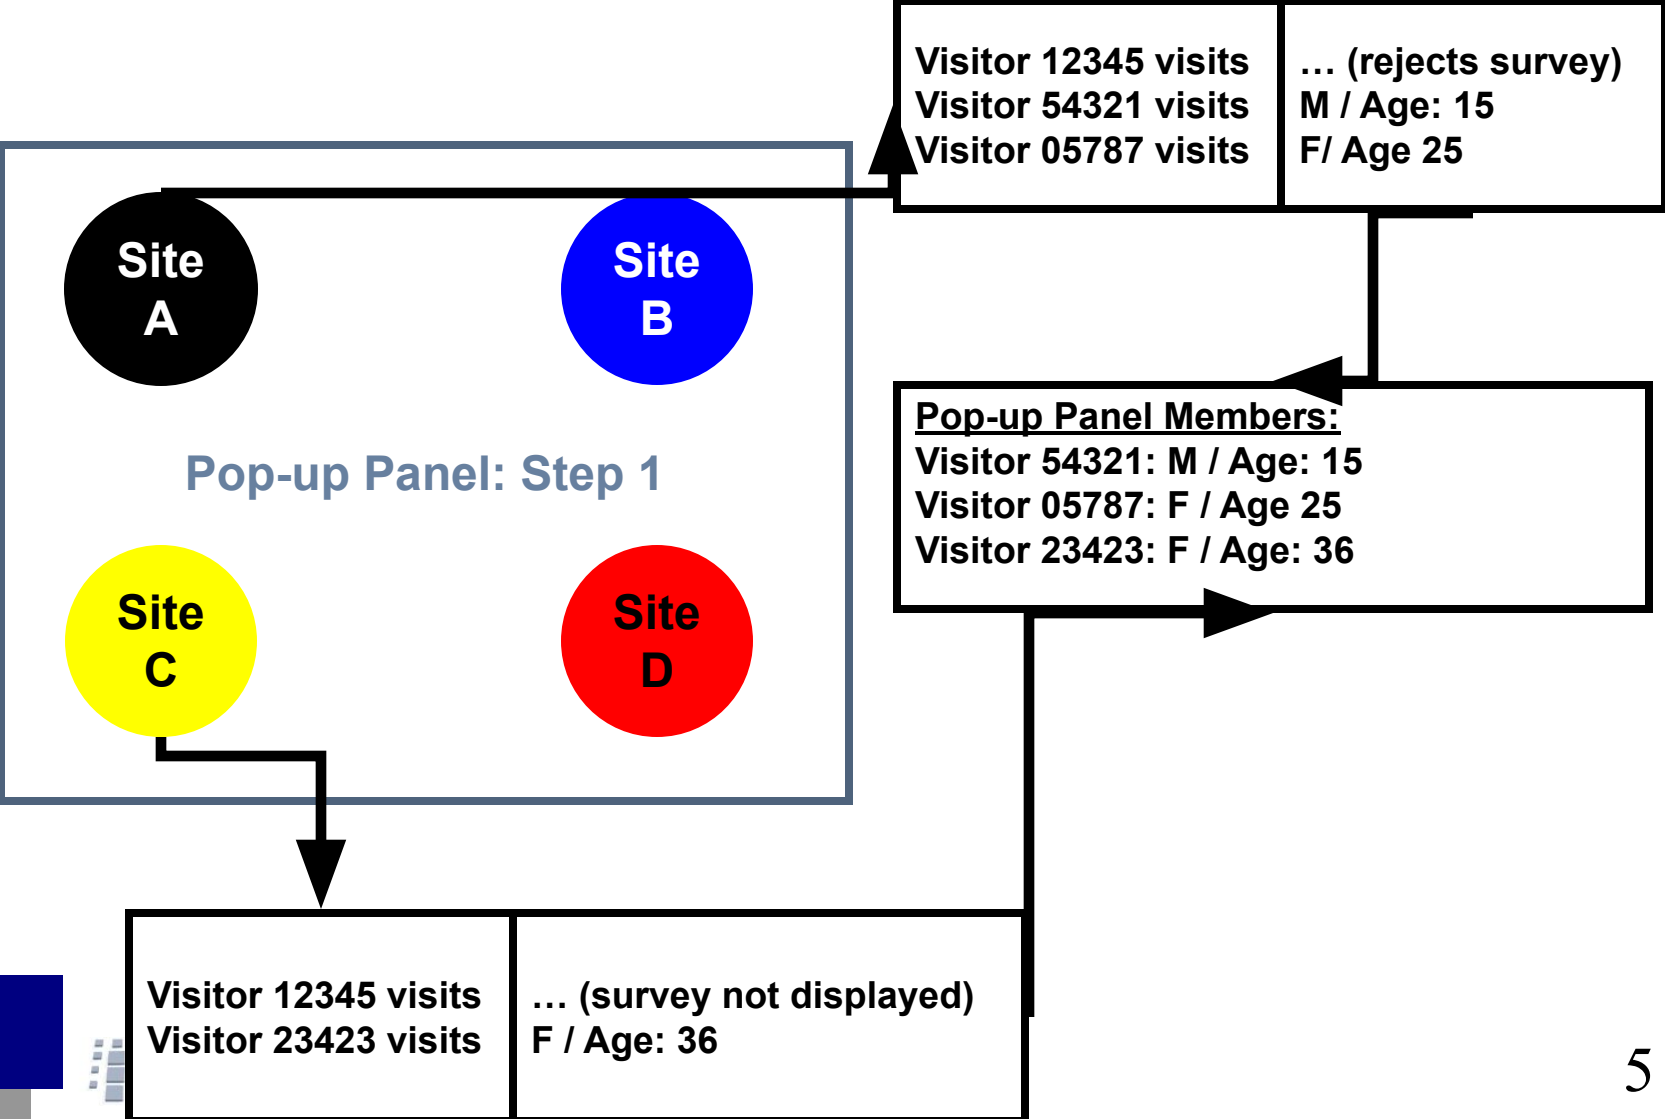 Visitor 12345 visits
Visitor 54321 visits
Visitor 05787 visits
… (rejects survey)
M / Age: 15
F/ Age 25
Site
A
Site
B
Pop-up Panel: Step 1
Site
C
Site
D
Pop-up Panel Members:
Visitor 54321: M / Age: 15
Visitor 05787: F / Age 25
Visitor 23423: F / Age: 36
Visitor 12345 visits
Visitor 23423 visits
… (survey not displayed)
F / Age: 36
5